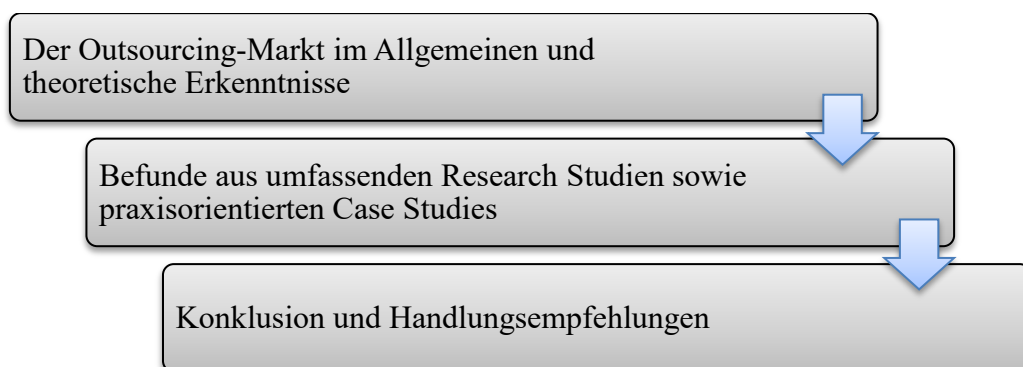 Der Outsourcing-Markt im Allgemeinen und
theoretische Erkenntnisse
Befunde aus umfassenden Research Studien sowie
praxisorientierten Case Studies
Konklusion und Handlungsempfehlungen